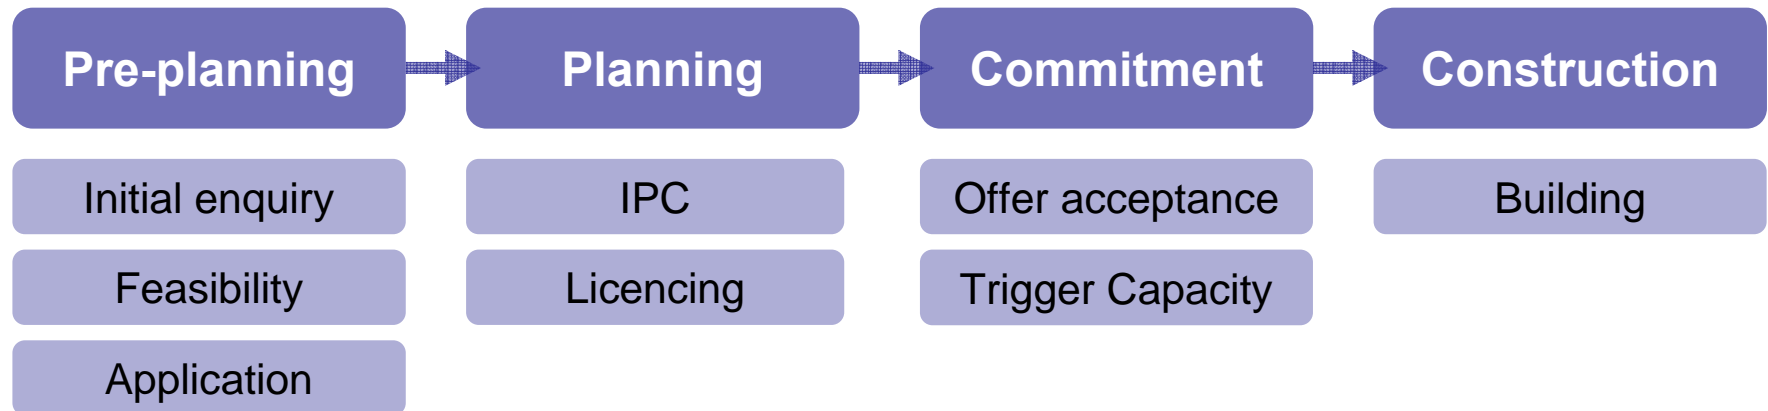 Pre-planning
Planning
Commitment
Construction
Initial enquiry
IPC
Offer acceptance
Building
Feasibility
Licencing
Trigger Capacity
Application